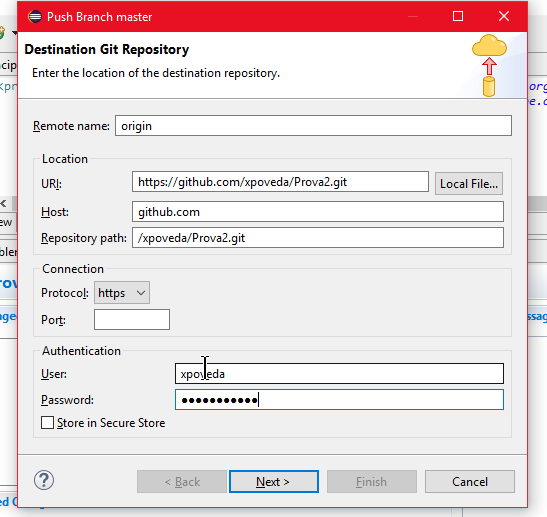 Push Branch master
Destination Git Repository
Enter the location of the destination repository.
Remote name: origin
Location
URI: https://github.com/xpoveda/Prova2.git Local File...
Host: github.com
Repository path: /xpoveda/Prova2.git
Connection
Protocol: https
Port:
Authentication
User: xpoveda
Password: ●●●●●●●●●●●
Store in Secure Store
< Back Next > Finish Cancel